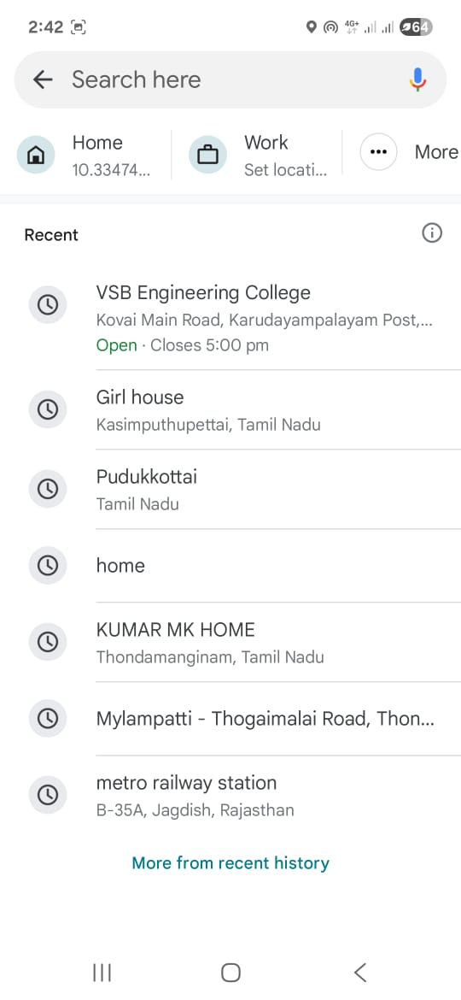 2:42
4G+
64
Search here
Home
10.33474...
Work
Set locati...
More
Recent
VSB Engineering College
Kovai Main Road, Karudayampalayam Post,...
Open · Closes 5:00 pm
Girl house
Kasimputhupettai, Tamil Nadu
Pudukkottai
Tamil Nadu
home
KUMAR MK HOME
Thondamanginam, Tamil Nadu
Mylampatti - Thogaimalai Road, Thon...
metro railway station
B-35A, Jagdish, Rajasthan
More from recent history